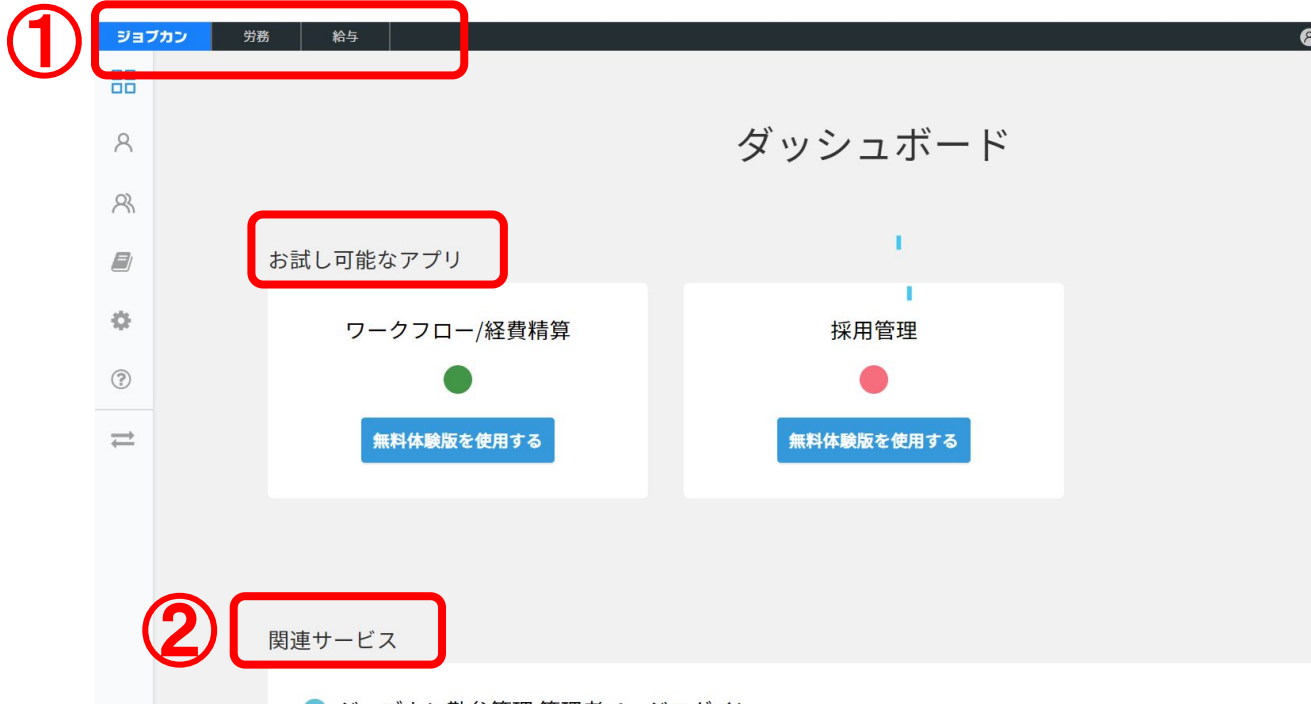 ①
ジョブカン 労務 給与
ダッシュボード
お試し可能なアプリ
ワークフロー/経費精算 採用管理
無料体験版を使用する 無料体験版を使用する
②
関連サービス